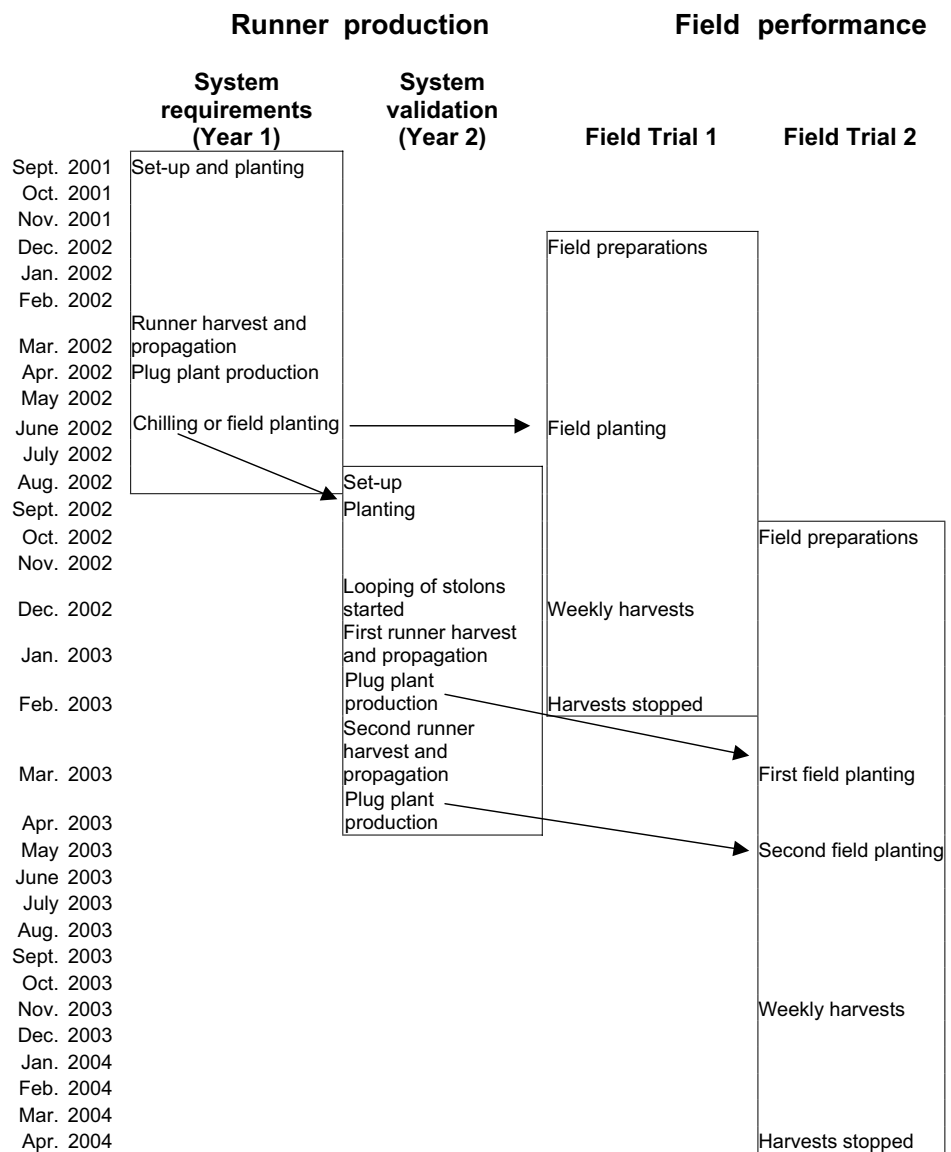 Runner production Field performance
System
requirements
(Year 1)
System
validation
(Year 2)
Field Trial 1
Field Trial 2
Sept. 2001 Set-up and planting
Oct. 2001
Nov. 2001
Dec. 2002 Field preparations
Jan. 2002
Feb. 2002
Runner harvest and
Mar. 2002 propagation
Apr. 2002 Plug plant production
May 2002
June 2002 Chilling or field planting Field planting
July 2002
Aug. 2002 Set-up
Sept. 2002 Planting
Oct. 2002 Field preparations
Nov. 2002
Looping of stolons
Dec. 2002 started Weekly harvests
First runner harvest
Jan. 2003 and propagation
Plug plant
Feb. 2003 production Harvests stopped
Second runner
harvest and
Mar. 2003 propagation First field planting
Plug plant
Apr. 2003 production
May 2003 Second field planting
June 2003
July 2003
Aug. 2003
Sept. 2003
Oct. 2003
Nov. 2003 Weekly harvests
Dec. 2003
Jan. 2004
Feb. 2004
Mar. 2004
Apr. 2004 Harvests stopped